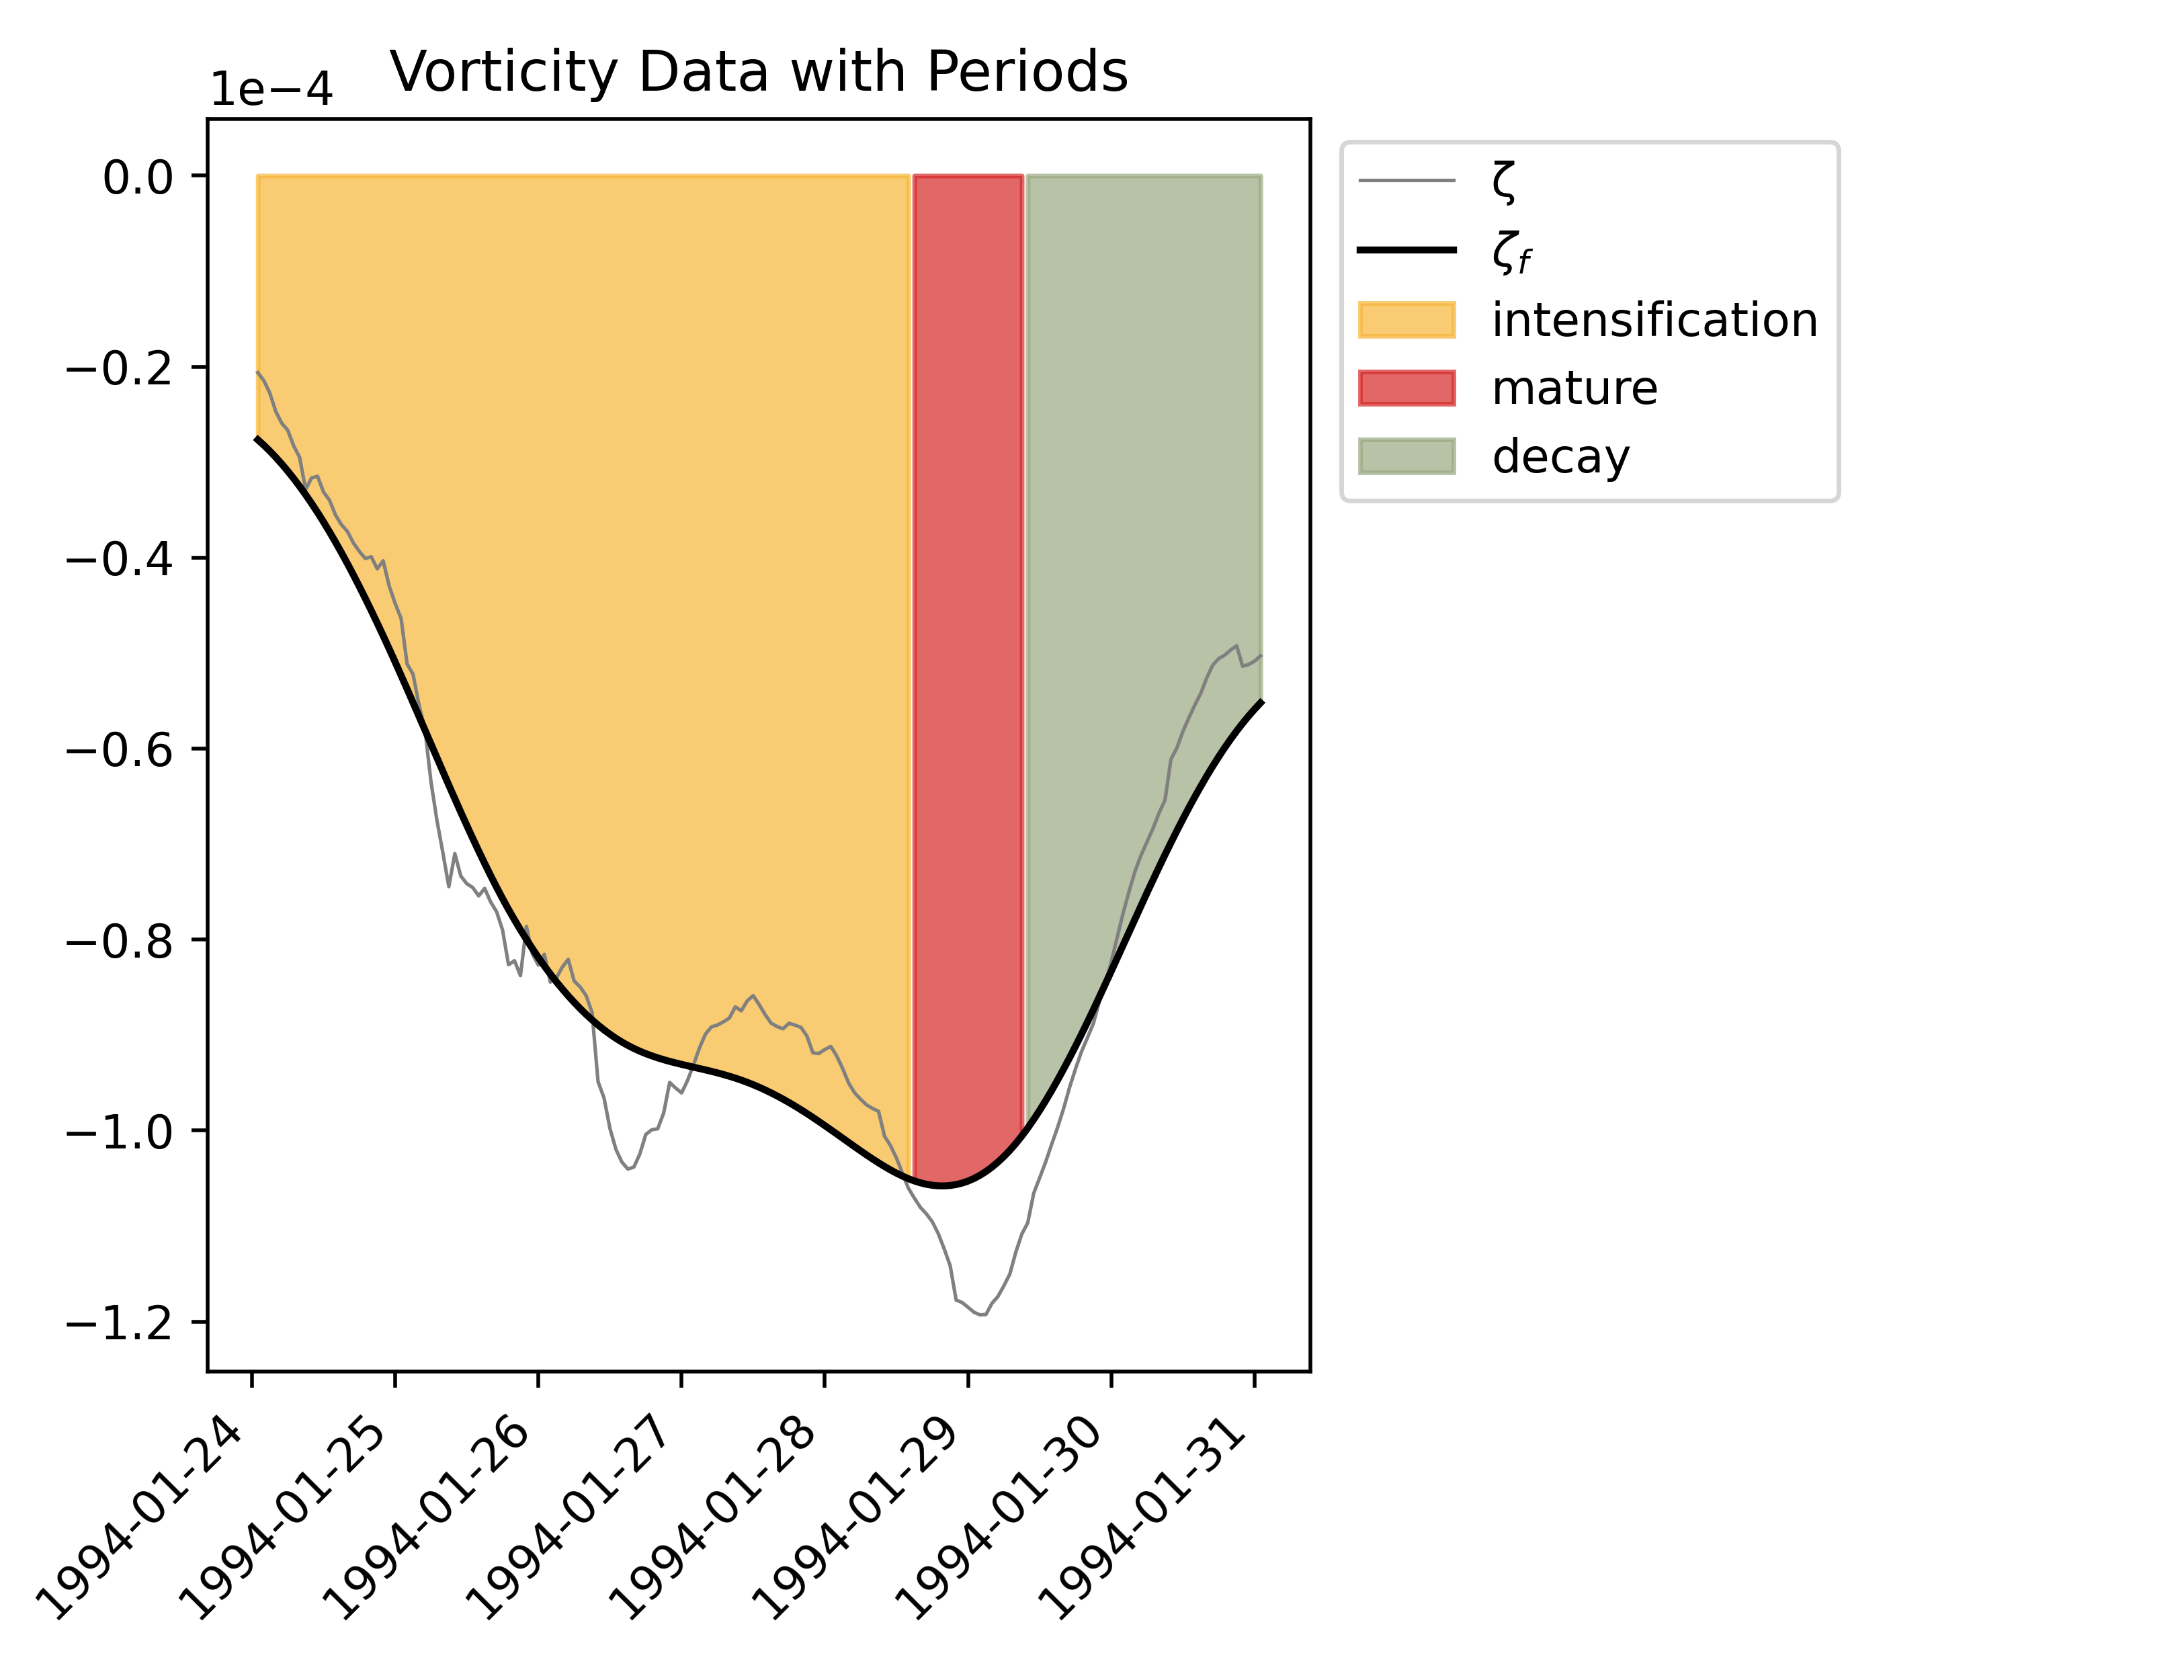 Vorticity Data with Periods
1e−4
0.0
−0.2
−0.4
−0.6
−0.8
−1.0
−1.2
1994-01-24
1994-01-25
1994-01-26
1994-01-27
1994-01-28
1994-01-29
1994-01-30
1994-01-31
ζ
ζf
intensification
mature
decay